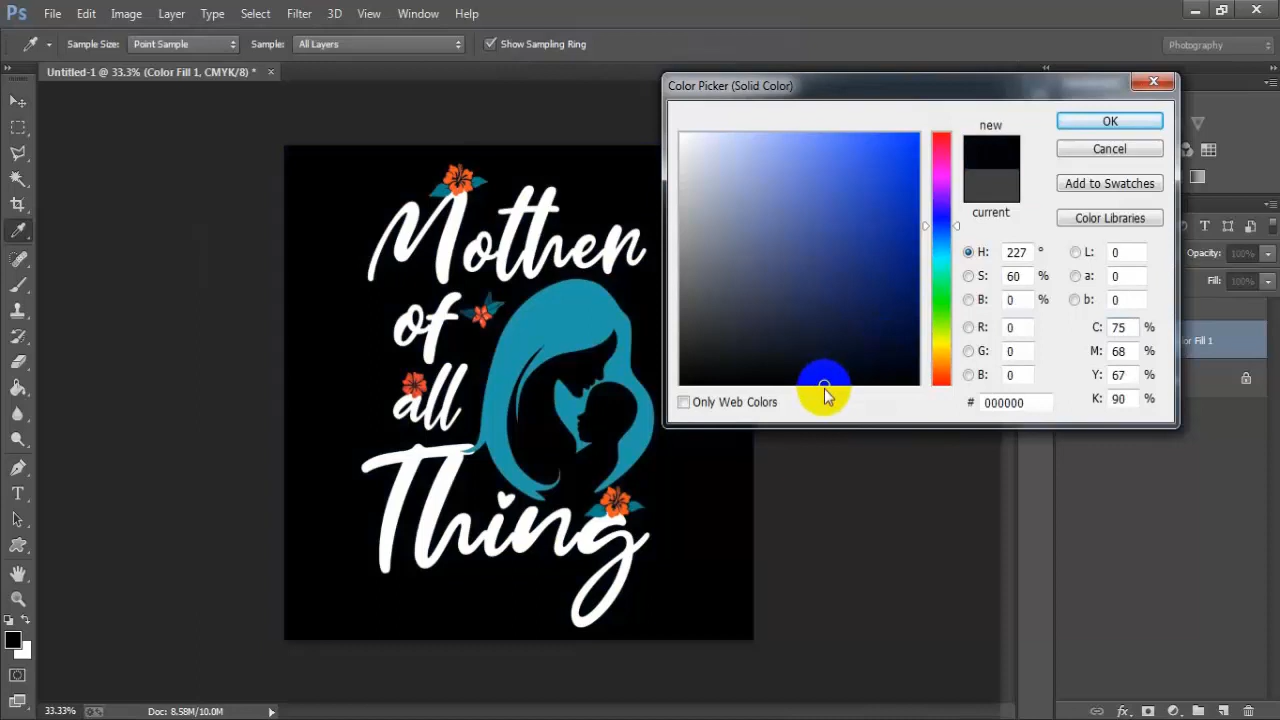 Ps File Edit Image Layer Type Select Filter 3D View Window Help
Sample Size: Point Sample Sample: All Layers Show Sampling Ring Photography
Untitled-1 @ 33.3% (Color Fill 1, CMYK/8) * ×
Color Picker (Solid Color)
new
current
OK
Cancel
Add to Swatches
Color Libraries
H: 227 °
S: 60 %
B: 0 %
R: 0
G: 0
B: 0
L: 0
a: 0
b: 0
C: 75 %
M: 68 %
Y: 67 %
K: 90 %
# 000000
Only Web Colors
Opacity: 100%
Fill: 100%
or Fill 1
Mother
of
all
Thing
33.33% Doc: 8.58M/10.0M